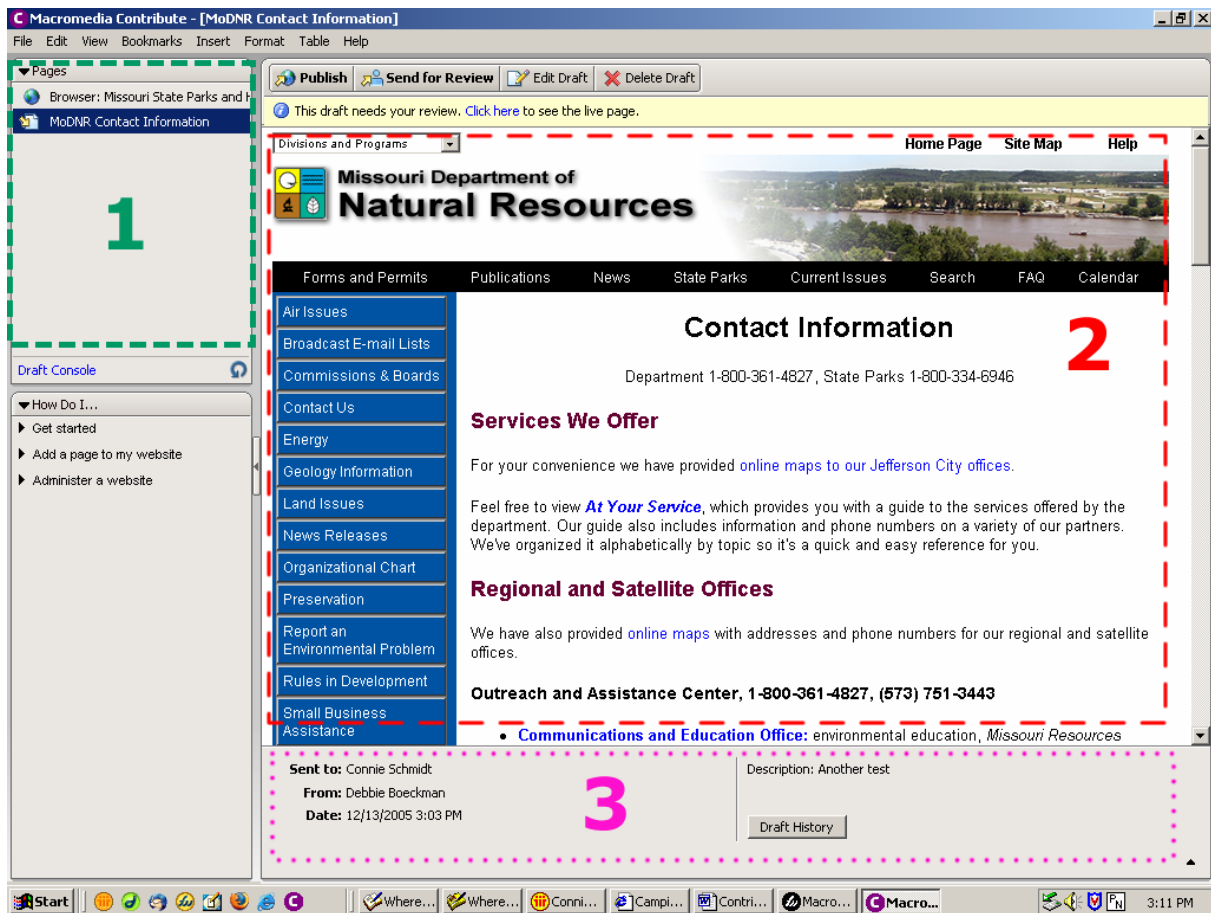 Macromedia Contribute - [MoDNR Contact Information]
File Edit View Bookmarks Insert Format Table Help
Pages
Browser: Missouri State Parks and H
MoDNR Contact Information
1
Draft Console
How Do I...
Get started
Add a page to my website
Administer a website
Publish Send for Review Edit Draft Delete Draft
This draft needs your review. Click here to see the live page.
Divisions and Programs
Home Page Site Map Help
Missouri Department of
Natural Resources
Forms and Permits Publications News State Parks Current Issues Search FAQ Calendar
Air Issues
Broadcast E-mail Lists
Commissions & Boards
Contact Us
Energy
Geology Information
Land Issues
News Releases
Organizational Chart
Preservation
Report an
Environmental Problem
Rules in Development
Small Business
Assistance
Contact Information
2
Department 1-800-361-4827, State Parks 1-800-334-6946
Services We Offer
For your convenience we have provided online maps to our Jefferson City offices.
Feel free to view At Your Service, which provides you with a guide to the services offered by the
department. Our guide also includes information and phone numbers on a variety of our partners.
We've organized it alphabetically by topic so it's a quick and easy reference for you.
Regional and Satellite Offices
We have also provided online maps with addresses and phone numbers for our regional and satellite
offices.
Outreach and Assistance Center, 1-800-361-4827, (573) 751-3443
• Communications and Education Office: environmental education, Missouri Resources
Sent to: Connie Schmidt
From: Debbie Boeckman
Date: 12/13/2005 3:03 PM
3
Description: Another test
Draft History
Start Where... Where... Conni... Campi... Contri... Macro... Macro... 3:11 PM